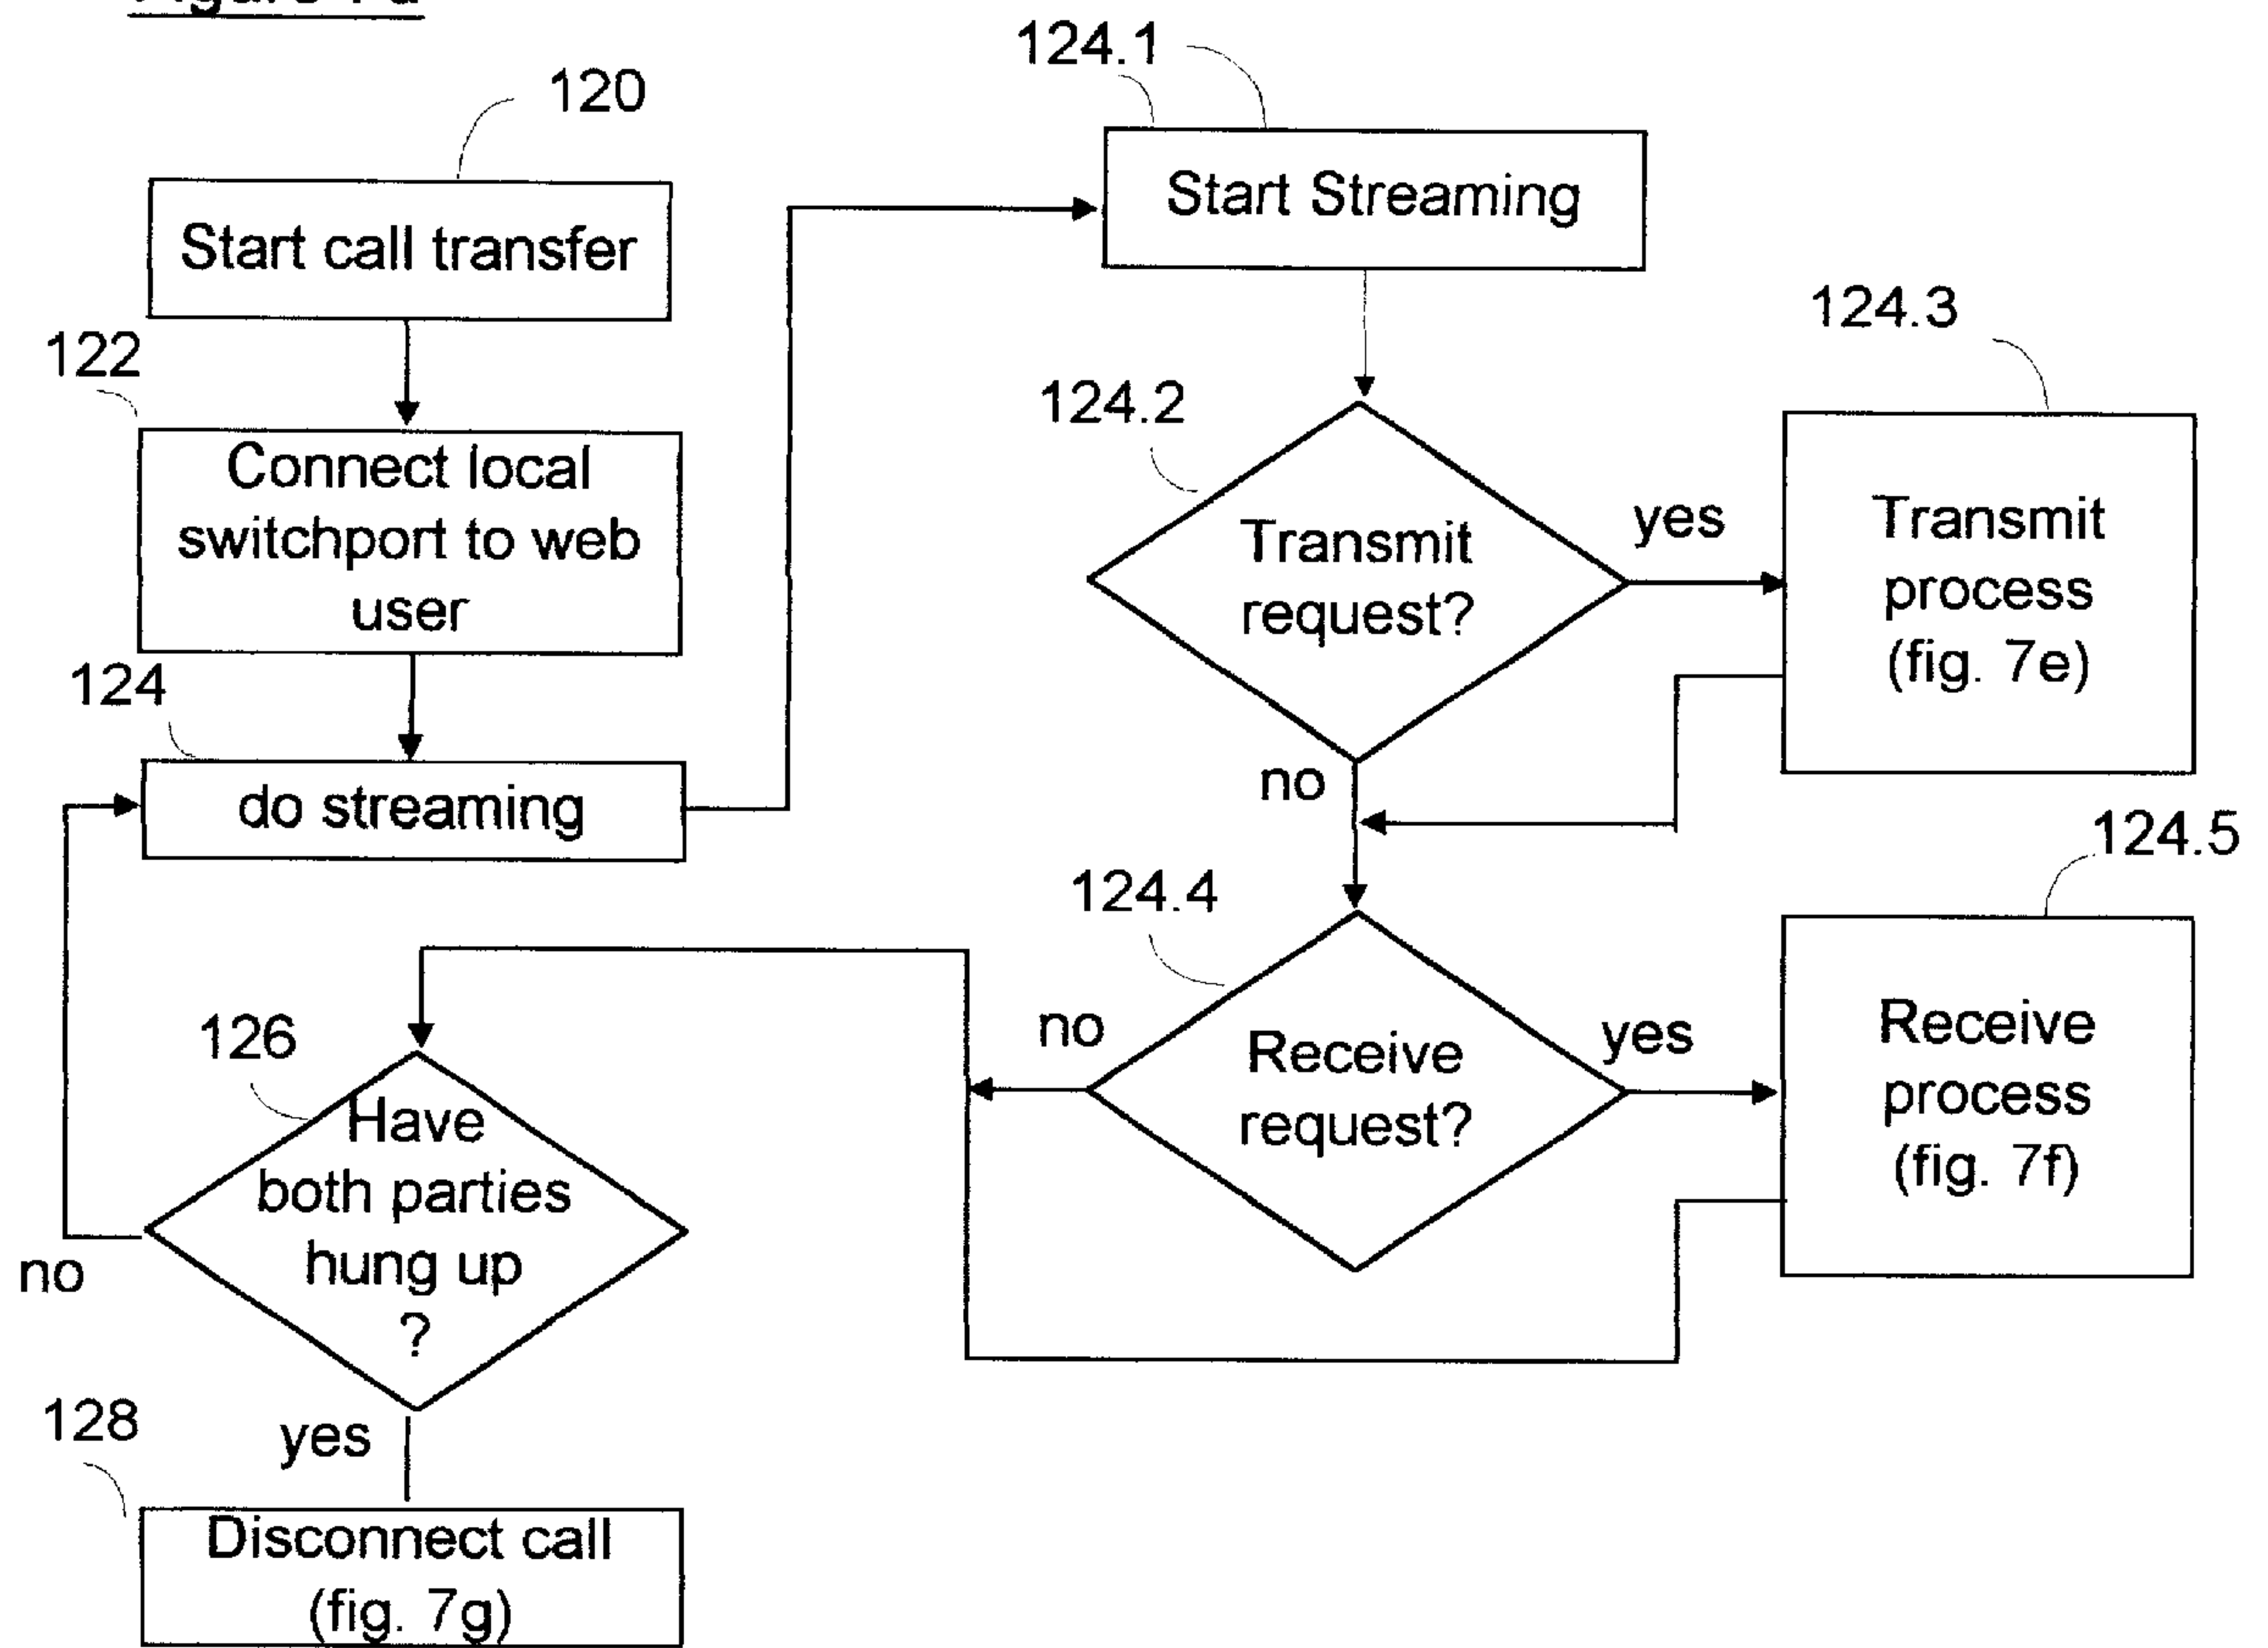 120
Start call transfer
122
Connect local
switchport to web
user
124
do streaming
124.1
Start Streaming
124.2
Transmit
request?
yes
no
124.3
Transmit
process
(fig. 7e)
124.4
Receive
request?
yes
no
124.5
Receive
process
(fig. 7f)
126
Have
both parties
hung up
?
no
yes
128
Disconnect call
(fig. 7g)